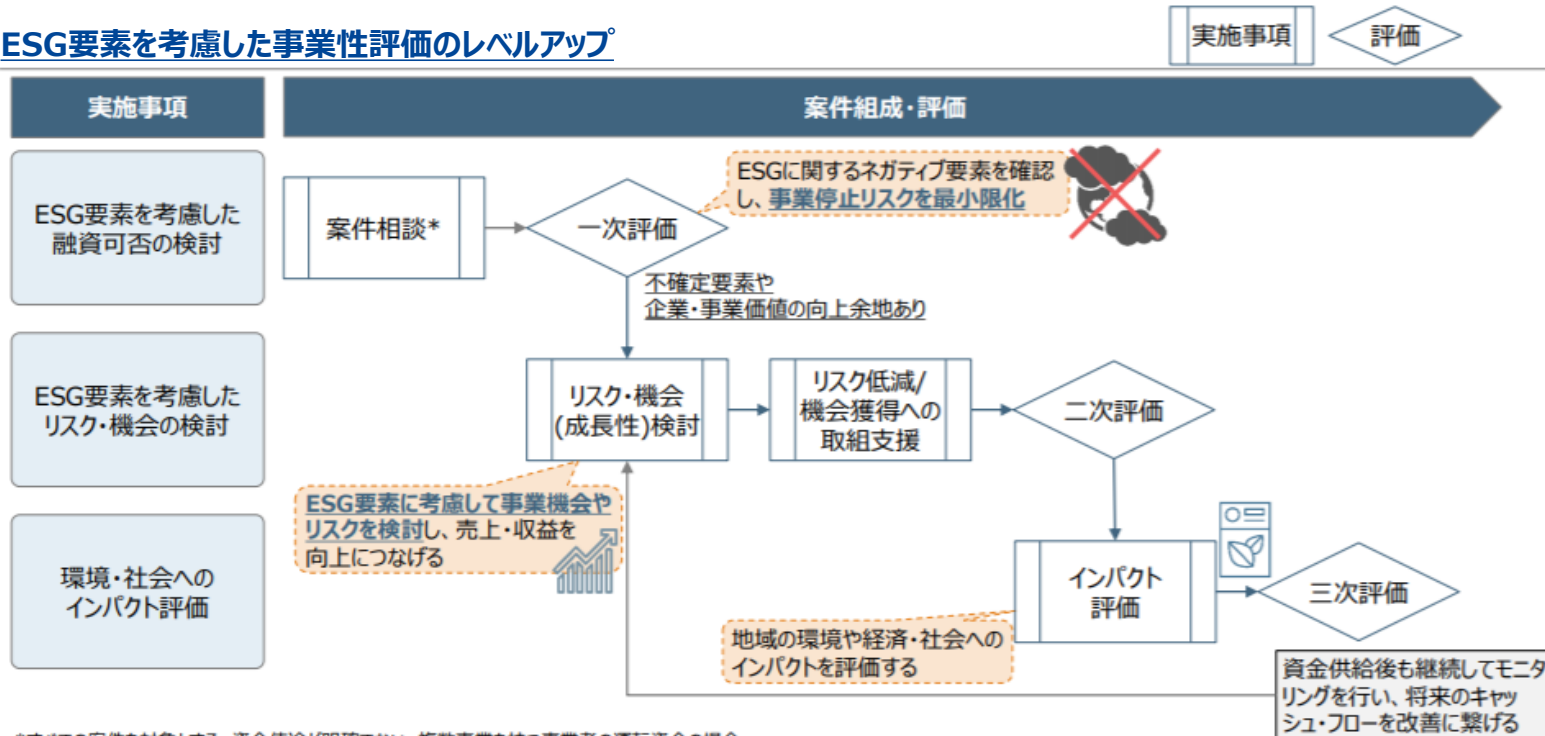 ESG要素を考慮した事業性評価のレベルアップ
実施事項
評価
実施事項
案件組成・評価
ESG要素を考慮した
融資可否の検討
案件相談*
一次評価
ESGに関するネガティブ要素を確認
し、事業停止リスクを最小限化
不確定要素や
企業・事業価値の向上余地あり
ESG要素を考慮した
リスク・機会の検討
リスク・機会
(成長性)検討
リスク低減/
機会獲得への
取組支援
二次評価
ESG要素に考慮して事業機会や
リスクを検討し、売上・収益を
向上につなげる
環境・社会への
インパクト評価
インパクト
評価
三次評価
地域の環境や経済・社会への
インパクトを評価する
資金供給後も継続してモニタ
リングを行い、将来のキャッ
シュ・フローを改善に繋げる